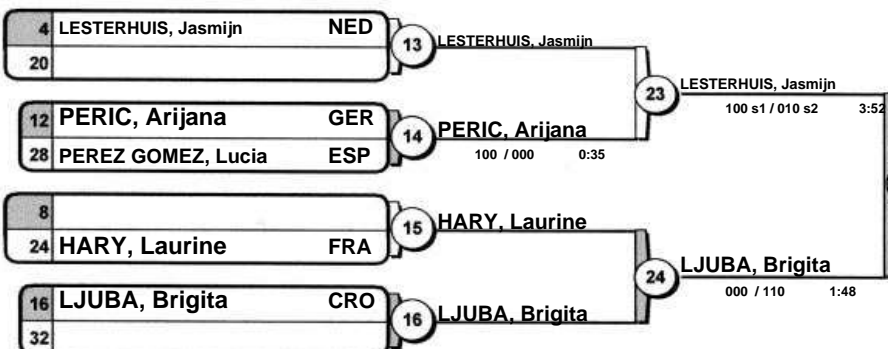 4 LESTERHUIS, Jasmijn NED
20
13 LESTERHUIS, Jasmijn
12 PERIC, Arijana GER
28 PEREZ GOMEZ, Lucia ESP
14 PERIC, Arijana
100 / 000 0:35
23 LESTERHUIS, Jasmijn
100 s1 / 010 s2 3:52
8
24 HARY, Laurine FRA
15 HARY, Laurine
16 LJUBA, Brigita CRO
32
16 LJUBA, Brigita
24 LJUBA, Brigita
000 / 110 1:48